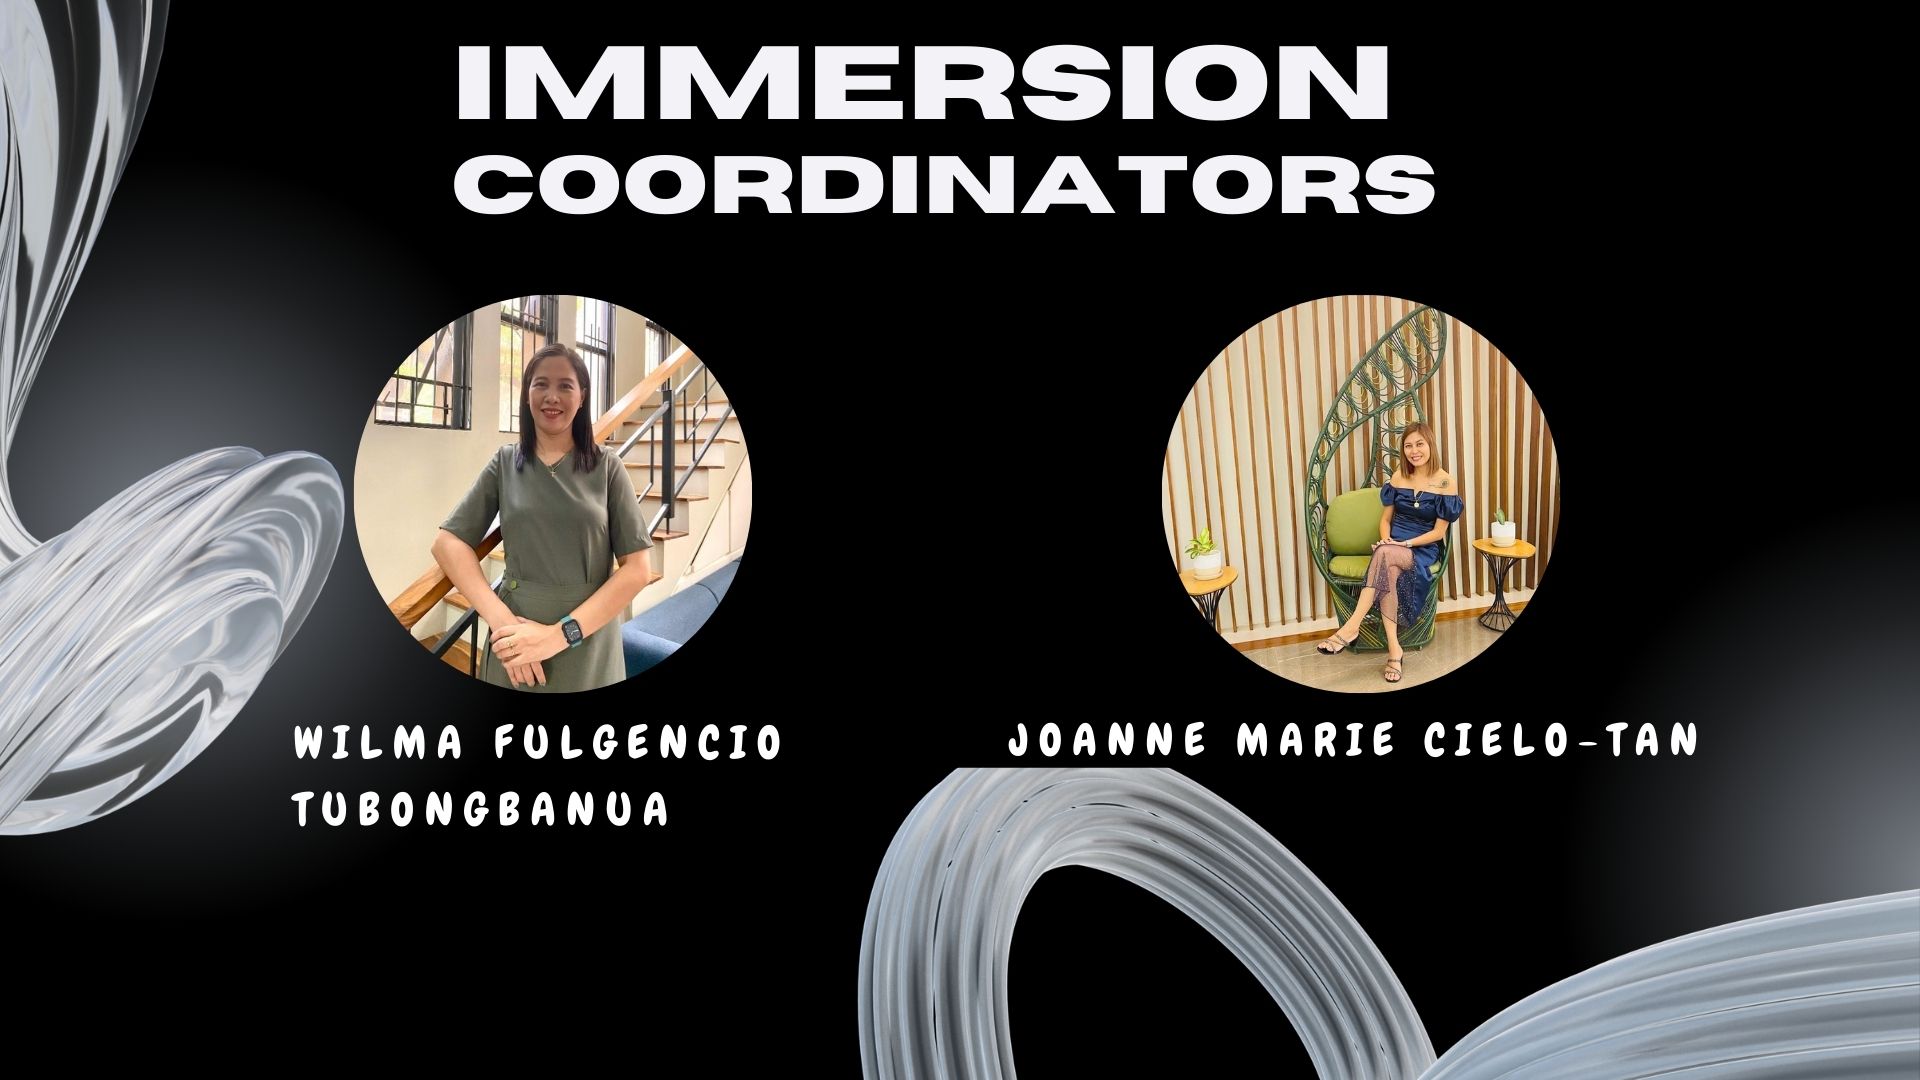 IMMERSION
COORDINATORS
WILMA FULGENCIO
TUBONGBANUA
JOANNE MARIE CIELO-TAN